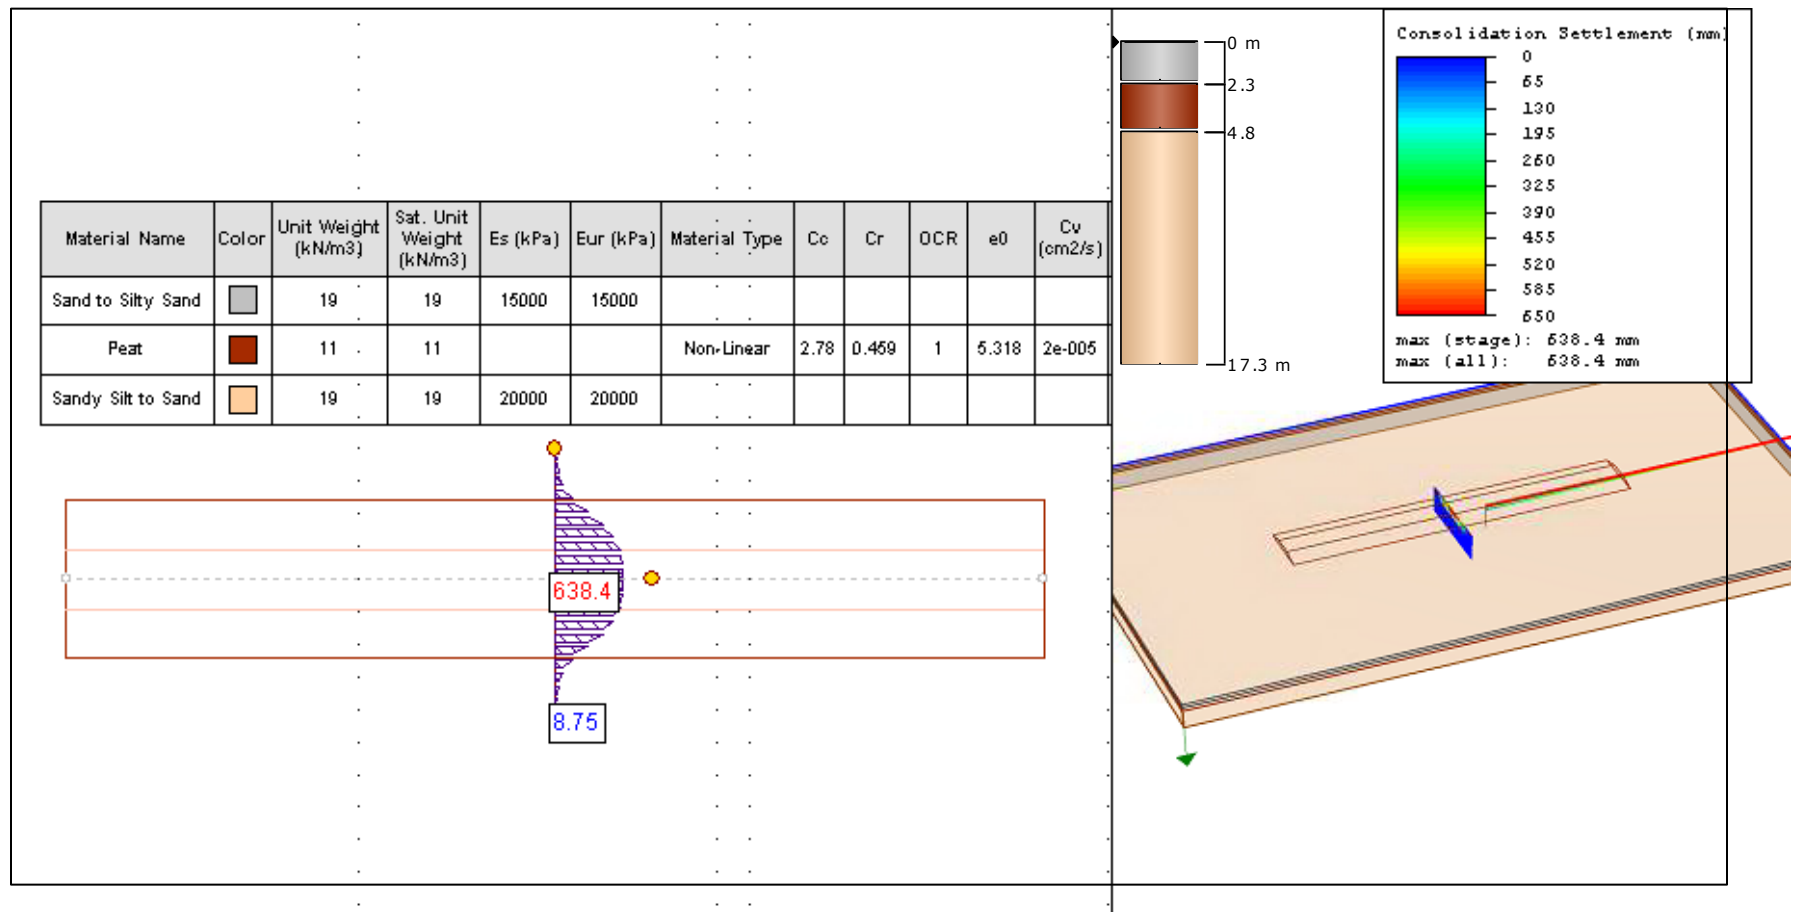 Material Name Color Unit Weight (kN/m3) Sat. Unit Weight (kN/m3) Es (kPa) Eur (kPa) Material Type Cc Cr OCR e0 Cv (cm2/s)
Sand to Silty Sand 19 19 15000 15000
Peat 11 11 Non-Linear 2.78 0.459 1 5.318 2e-005
Sandy Silt to Sand 19 19 20000 20000
638.4
8.75
0 m
2.3
4.8
17.3 m
Consolidation Settlement (mm)
0
65
130
195
260
325
390
455
520
585
650
max (stage): 638.4 mm
max (all): 638.4 mm